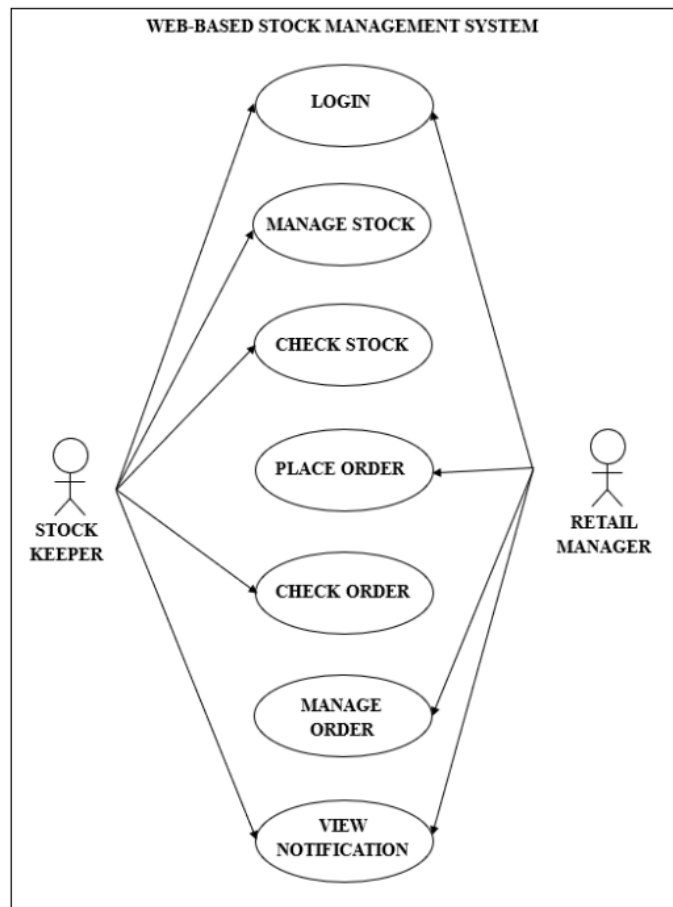 WEB-BASED STOCK MANAGEMENT SYSTEM
LOGIN
MANAGE STOCK
CHECK STOCK
PLACE ORDER
STOCK
KEEPER
RETAIL
MANAGER
CHECK ORDER
MANAGE
ORDER
VIEW
NOTIFICATION